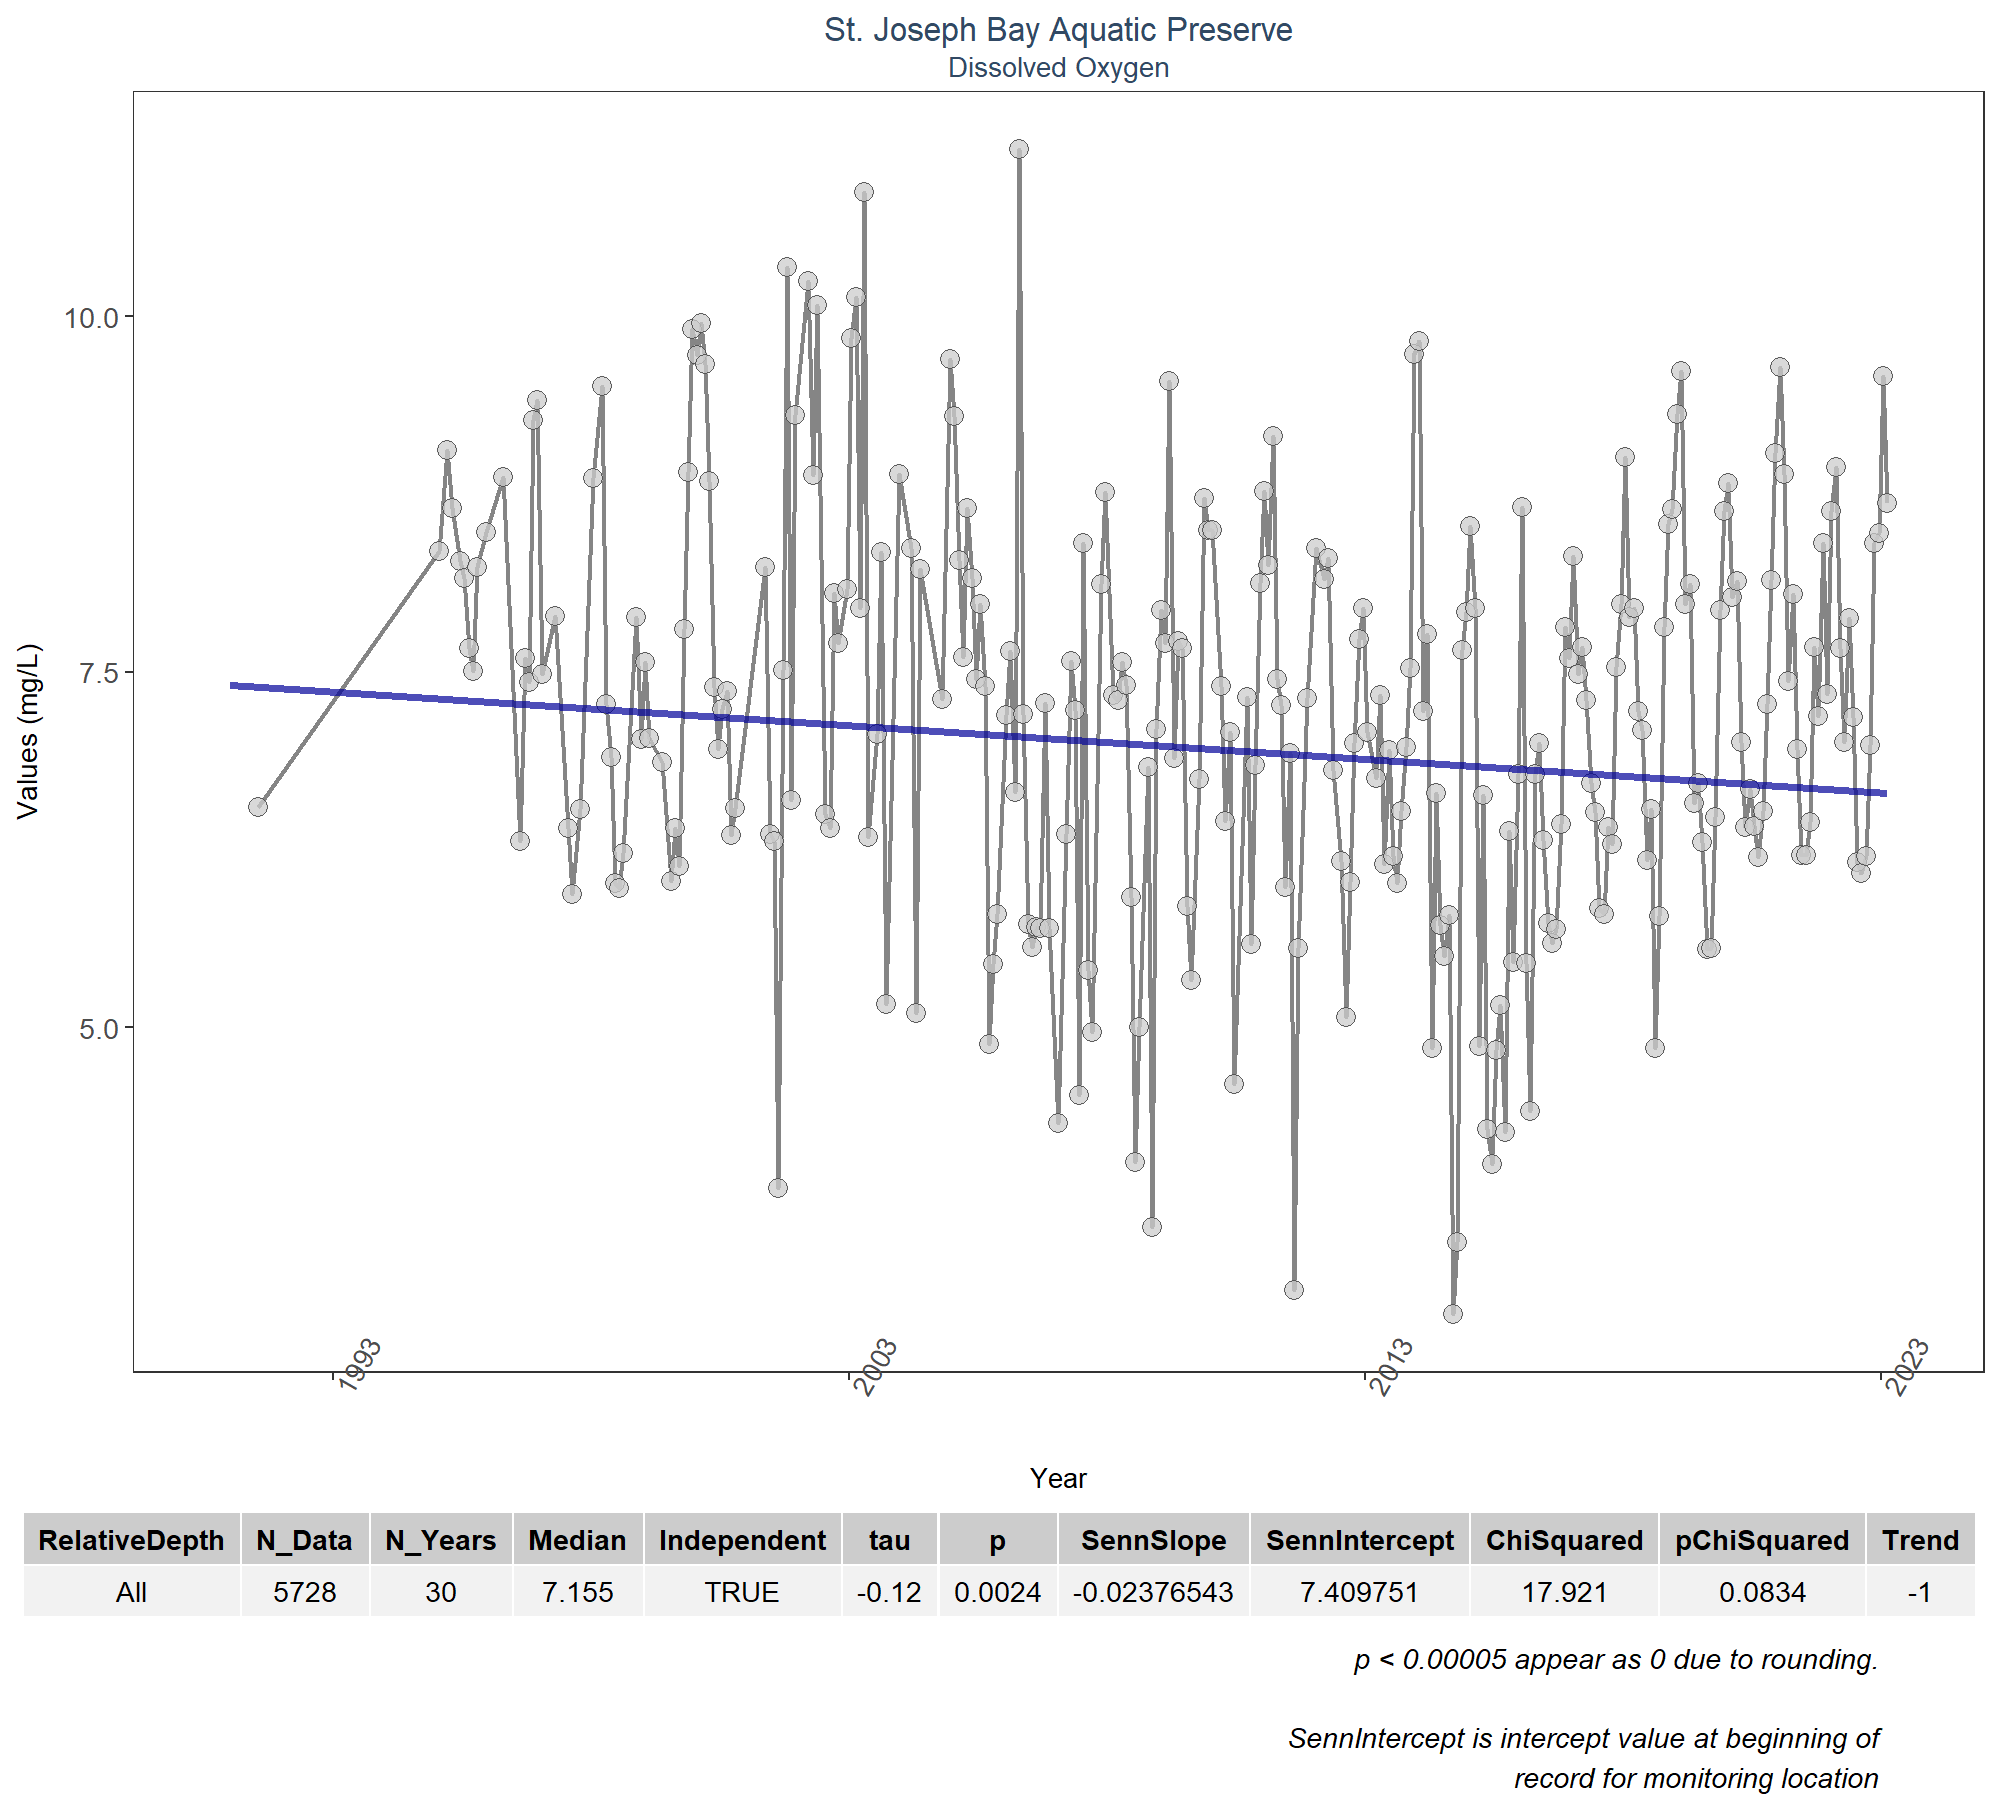 St. Joseph Bay Aquatic Preserve
Dissolved Oxygen
Values (mg/L)
10.0
7.5
5.0
1993 2003 2013 2023
Year
RelativeDepth N_Data N_Years Median Independent tau p SennSlope SennIntercept ChiSquared pChiSquared Trend
All 5728 30 7.155 TRUE -0.12 0.0024 -0.02376543 7.409751 17.921 0.0834 -1
p < 0.00005 appear as 0 due to rounding.
SennIntercept is intercept value at beginning of
record for monitoring location